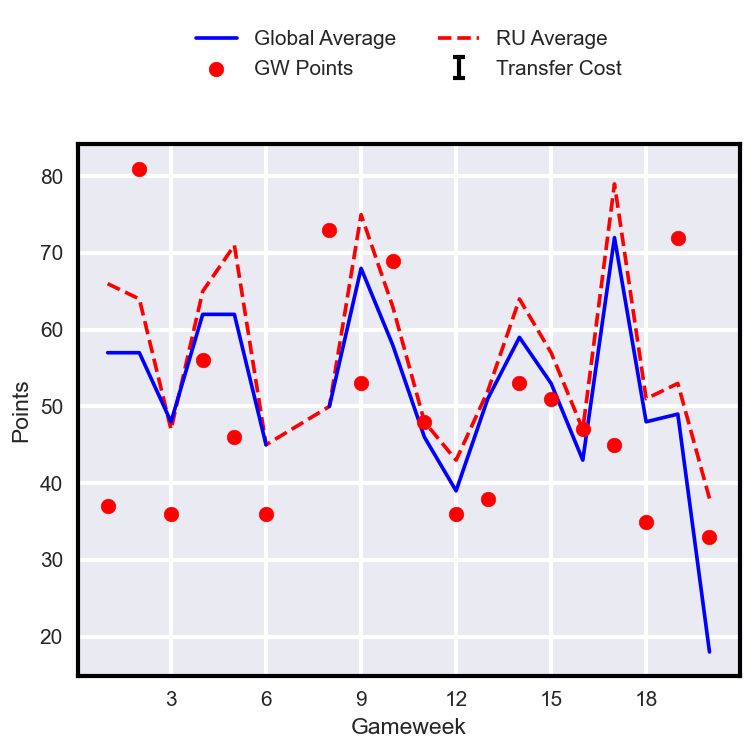 Global Average
RU Average
GW Points
Transfer Cost
80
70
60
50
40
30
20
Points
3
6
9
12
15
18
Gameweek